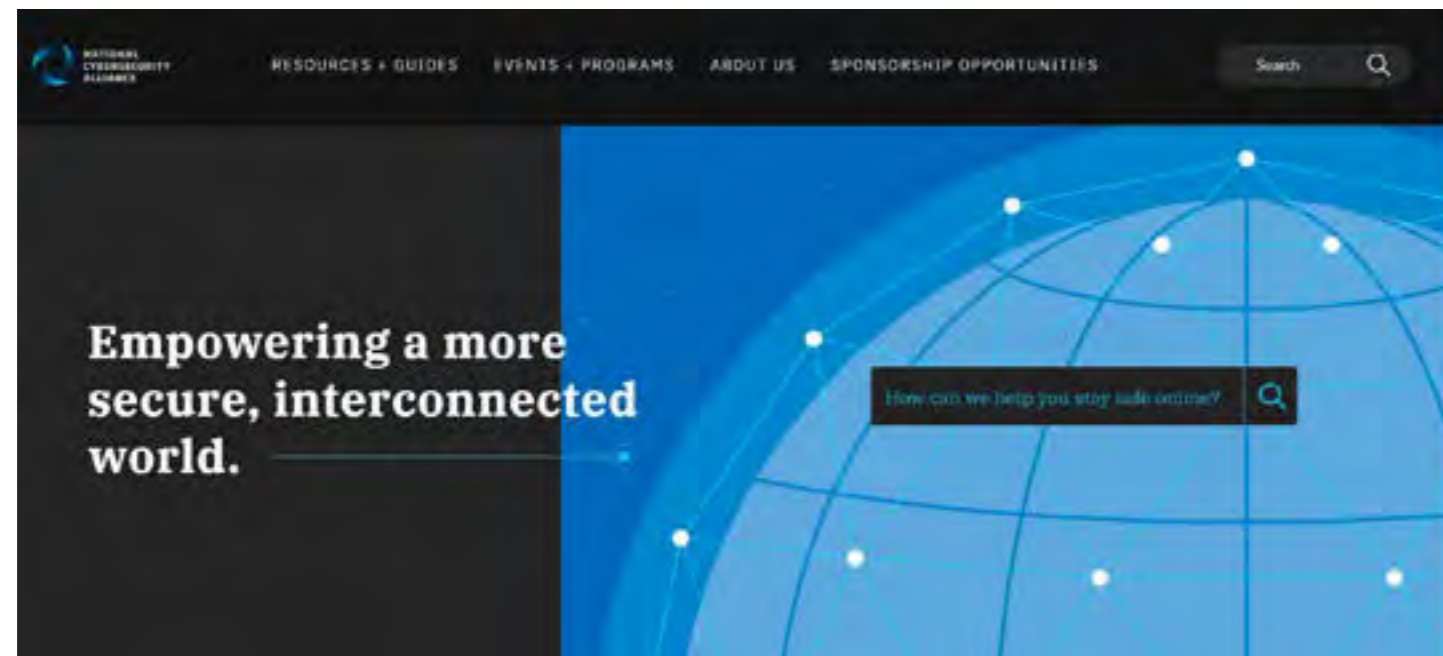 NATIONAL
CYBERSECURITY
ALLIANCE
RESOURCES + GUIDES
EVENTS + PROGRAMS
ABOUT US
SPONSORSHIP OPPORTUNITIES
Search
Empowering a more
secure, interconnected
world.
How can we help you stay safe online?